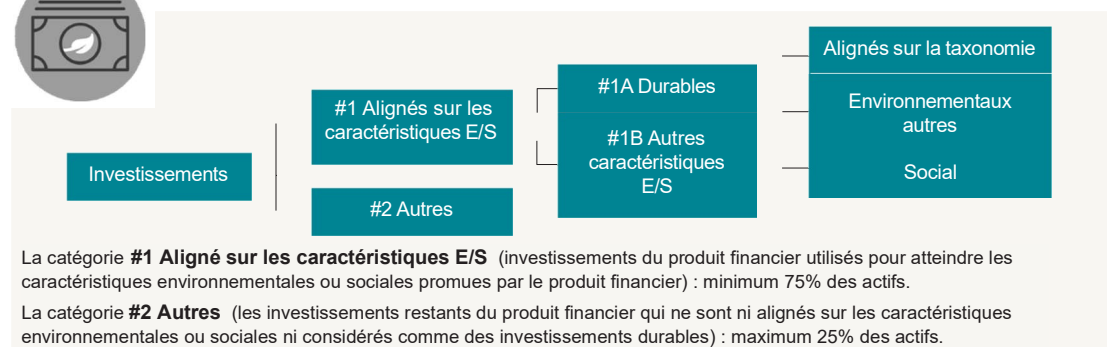 Investissements
#1 Alignés sur les
caractéristiques E/S
#2 Autres
#1A Durables
#1B Autres
caractéristiques
E/S
Alignés sur la taxonomie
Environnementaux
autres
Social
La catégorie #1 Aligné sur les caractéristiques E/S (investissements du produit financier utilisés pour atteindre les
caractéristiques environnementales ou sociales promues par le produit financier) : minimum 75% des actifs.
La catégorie #2 Autres (les investissements restants du produit financier qui ne sont ni alignés sur les caractéristiques
environnementales ou sociales ni considérés comme des investissements durables) : maximum 25% des actifs.